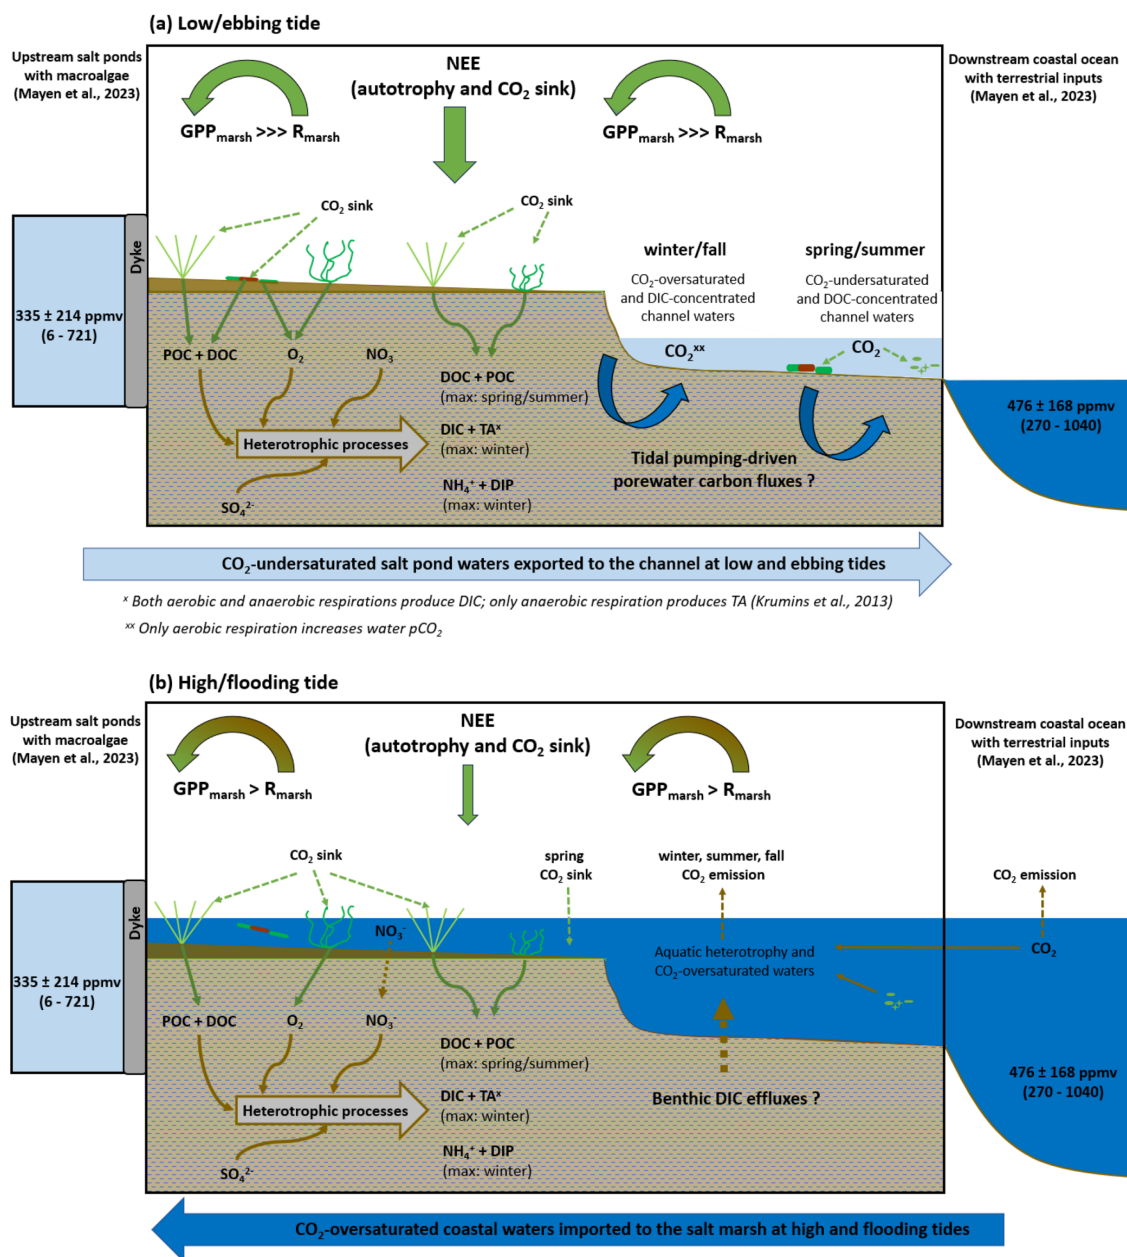 (a) Low/ebbing tide
Upstream salt ponds
with macroalgae
(Mayen et al., 2023)
NEE
(autotrophy and CO₂ sink)
Downstream coastal ocean
with terrestrial inputs
(Mayen et al., 2023)
GPPmarsh >>> Rmarsh
GPPmarsh >>> Rmarsh
CO₂ sink
CO₂ sink
Dyke
winter/fall
CO₂-oversaturated
and DIC-concentrated
channel waters
spring/summer
CO₂-undersaturated
and DOC-concentrated
channel waters
335 ± 214 ppmv
(6 - 721)
POC + DOC
O₂
NO₃⁻
CO₂ˣˣ
CO₂
DOC + POC
(max: spring/summer)
476 ± 168 ppmv
(270 - 1040)
Heterotrophic processes
DIC + TAˣ
(max: winter)
Tidal pumping-driven
porewater carbon fluxes ?
NH₄⁺ + DIP
(max: winter)
SO₄²⁻
CO₂-undersaturated salt pond waters exported to the channel at low and ebbing tides
ˣ Both aerobic and anaerobic respirations produce DIC; only anaerobic respiration produces TA (Krumins et al., 2013)
ˣˣ Only aerobic respiration increases water pCO₂
(b) High/flooding tide
Upstream salt ponds
with macroalgae
(Mayen et al., 2023)
NEE
(autotrophy and CO₂ sink)
Downstream coastal ocean
with terrestrial inputs
(Mayen et al., 2023)
GPPmarsh > Rmarsh
GPPmarsh > Rmarsh
CO₂ sink
spring
CO₂ sink
winter, summer, fall
CO₂ emission
CO₂ emission
Dyke
NO₃⁻
Aquatic heterotrophy and
CO₂-oversaturated waters
CO₂
335 ± 214 ppmv
(6 - 721)
POC + DOC
O₂
NO₃⁻
DOC + POC
(max: spring/summer)
476 ± 168 ppmv
(270 - 1040)
Heterotrophic processes
DIC + TAˣ
(max: winter)
Benthic DIC effluxes ?
NH₄⁺ + DIP
(max: winter)
SO₄²⁻
CO₂-oversaturated coastal waters imported to the salt marsh at high and flooding tides